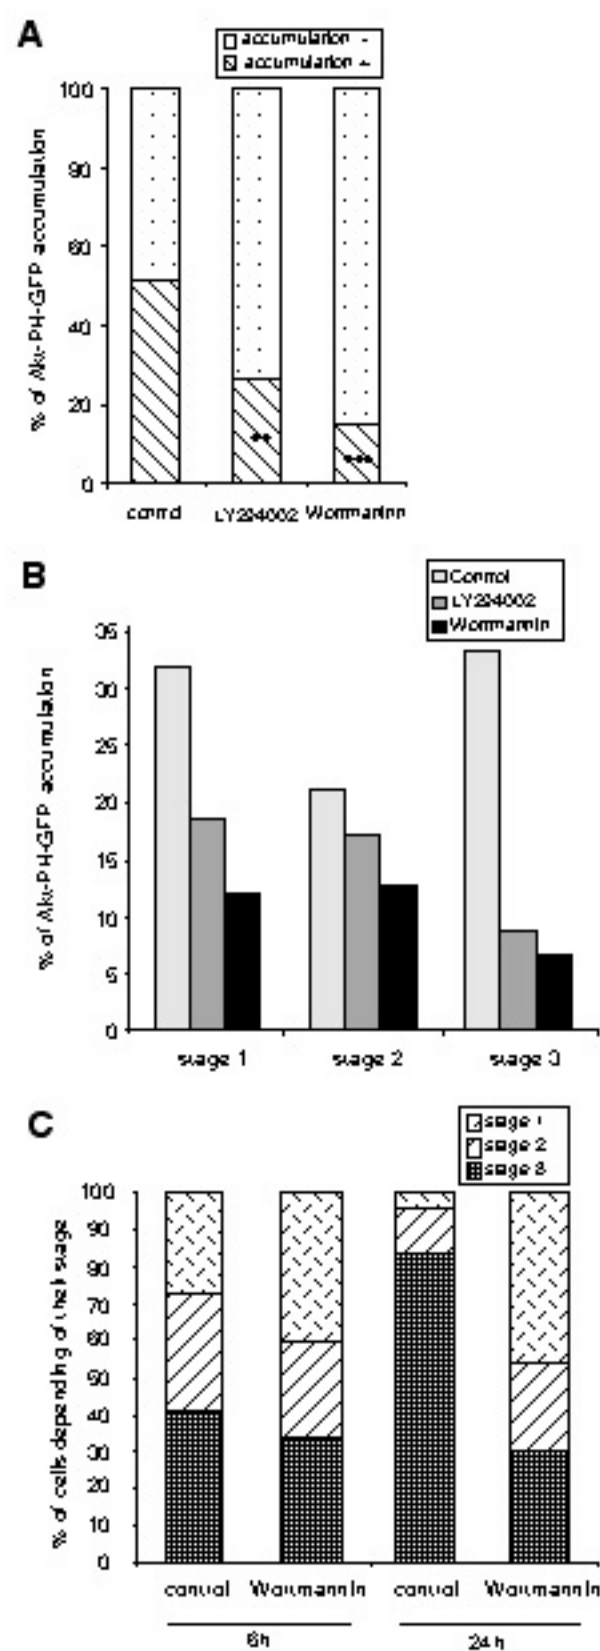 A
accumulation -
accumulation +
% of Akt-PH-GFP accumulation
100
80
60
40
20
0
control
LY294002
Wortmannin
**
***
B
Control
LY294002
Wortmannin
% of Akt-PH-GFP accumulation
35
30
25
20
15
10
5
0
stage 1
stage 2
stage 3
C
stage 1
stage 2
stage 3
% of cells depending of their stage
100
90
80
70
60
50
40
30
20
10
0
control
Wortmannin
control
Wortmannin
6h
24h